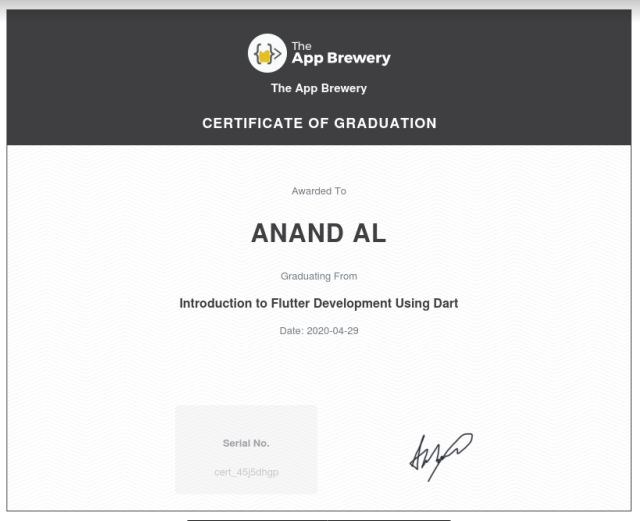 The
App Brewery
The App Brewery
CERTIFICATE OF GRADUATION
Awarded To
ANAND AL
Graduating From
Introduction to Flutter Development Using Dart
Date: 2020-04-29
Serial No.
cert_45j5dhgp